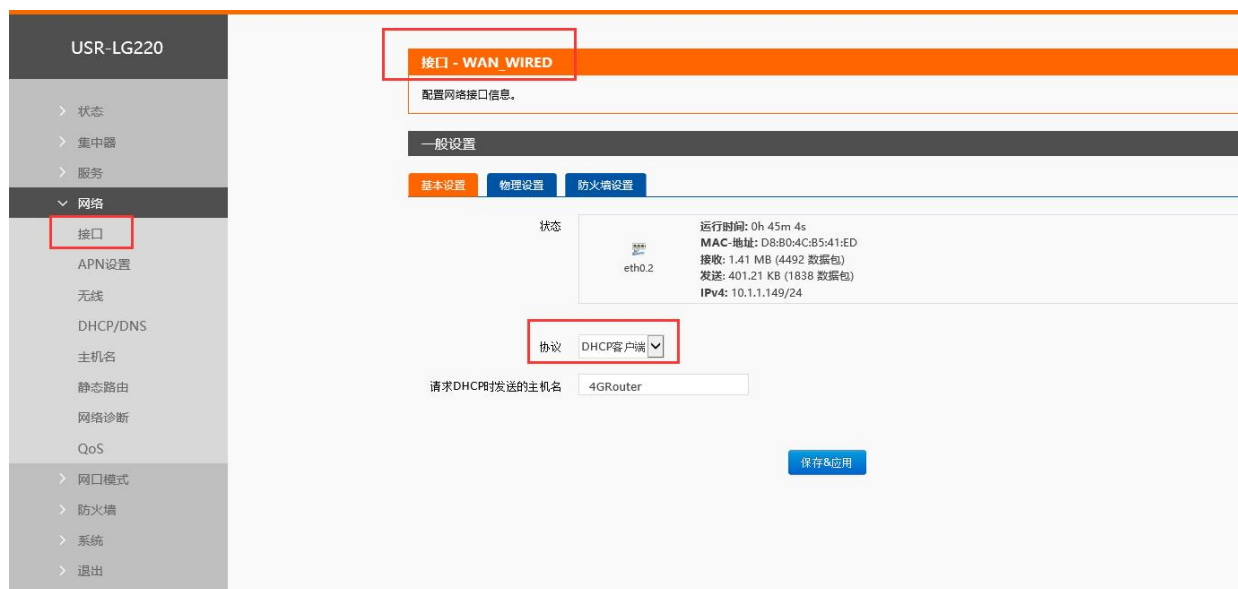 USR-LG220
状态
集中器
服务
网络
接口
APN设置
无线
DHCP/DNS
主机名
静态路由
网络诊断
QoS
网口模式
防火墙
系统
退出
接口 - WAN_WIRED
配置网络接口信息。
一般设置
基本设置 物理设置 防火墙设置
状态
eth0.2
运行时间: 0h 45m 4s
MAC-地址: D8:B0:4C:B5:41:ED
接收: 1.41 MB (4492 数据包)
发送: 401.21 KB (1838 数据包)
IPv4: 10.1.1.149/24
协议 DHCP客户端
请求DHCP时发送的主机名 4GRouter
保存&应用